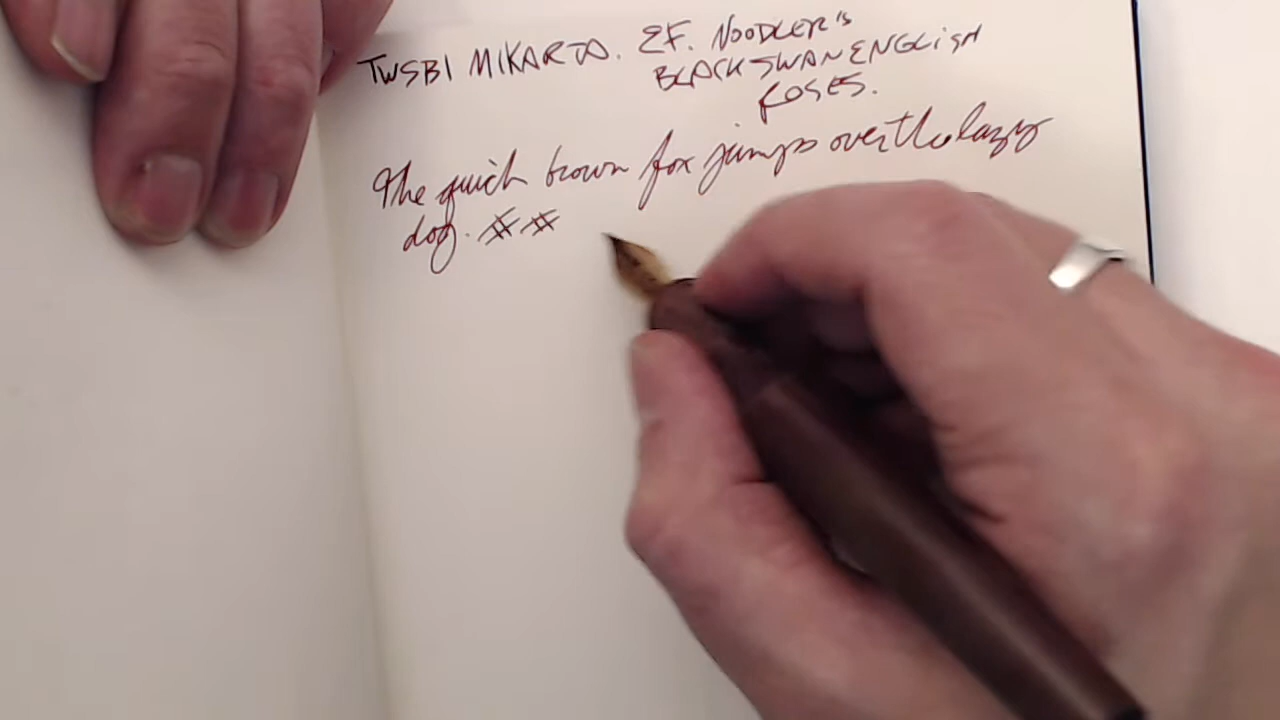 TWSBI MIKARTA. EF. NOODLER'S
BLACK SWAN ENGLISH
ROSES.
The quick brown fox jumps over the lazy
dog. ##